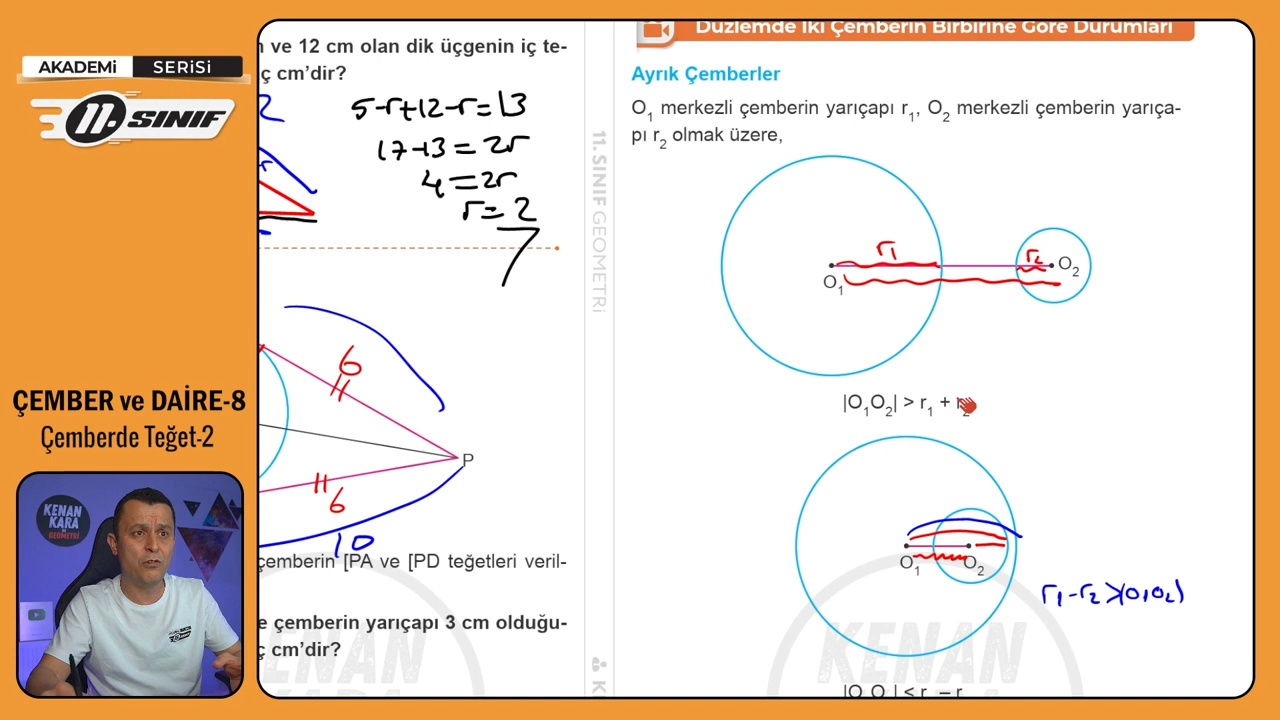 AKADEMİ SERİSİ
11. SINIF
ÇEMBER ve DAİRE-8
Çemberde Teğet-2
KENAN
KARA
ile
GEOMETRİ
ve 12 cm olan dik üçgenin iç te-
ç cm'dir?
2
r
5-r+12-r=13
17-13=2r
4=2r
r=2
6
6
10
P
çemberin [PA ve [PD teğetleri veril-
e çemberin yarıçapı 3 cm olduğu-
ç cm'dir?
11. SINIF GEOMETRİ
K
Düzlemde İki Çemberin Birbirine Göre Durumları
Ayrık Çemberler
O1 merkezli çemberin yarıçapı r1, O2 merkezli çemberin yarıça-
pı r2 olmak üzere,
r1
r2
O1
O2
|O1O2| > r1 + r2
O1
O2
r1-r2>|O1O2|
KENAN
|O O | < r – r